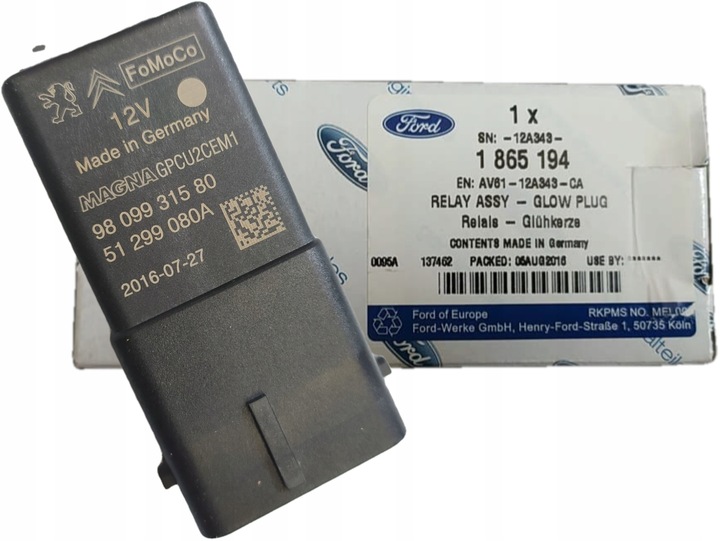 FoMoCo
12V
Made in Germany
MAGNA GPCU2CEM1
98 099 315 80
51 299 080A
2016-07-27
Ford
1 x
SN: -12A343-
1 865 194
EN: AV61-12A343-CA
RELAY ASSY - GLOW PLUG
Relais - Glühkerze
CONTENTS MADE IN Germany
0095A 137462 PACKED: 05AUG2016 USE BY: *******
Ford of Europe RKPMS NO.
Ford-Werke GmbH, Henry-Ford-Straße 1, 50735 Köln